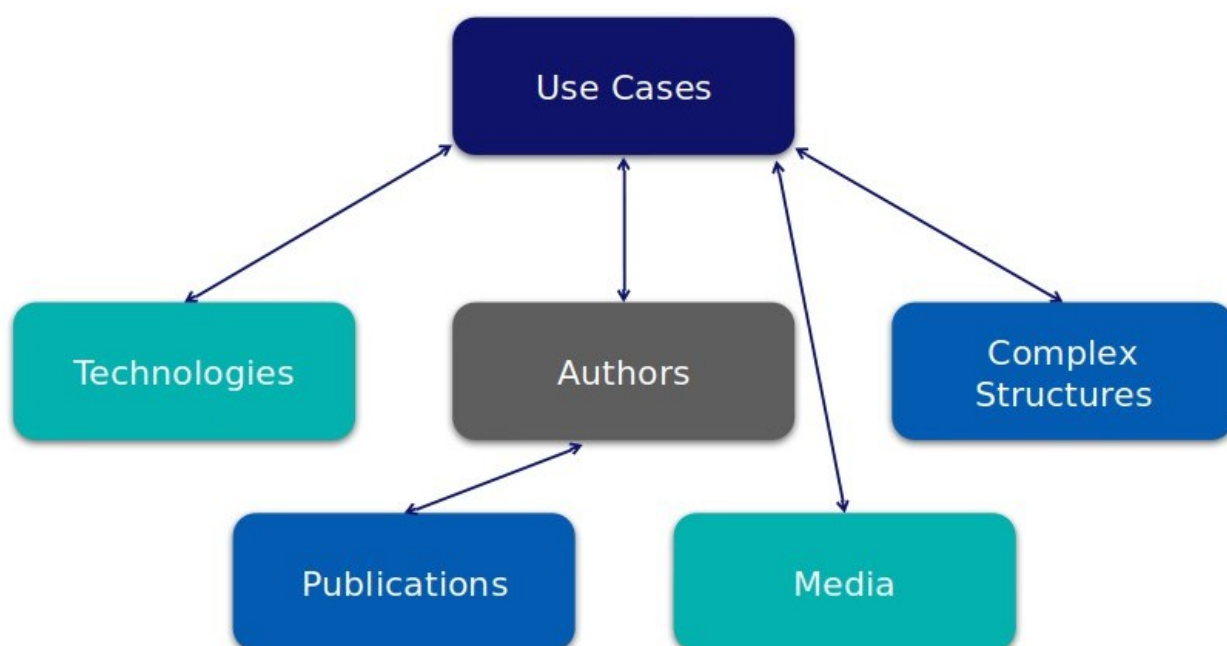 Use Cases
Technologies
Authors
Complex
Structures
Publications
Media